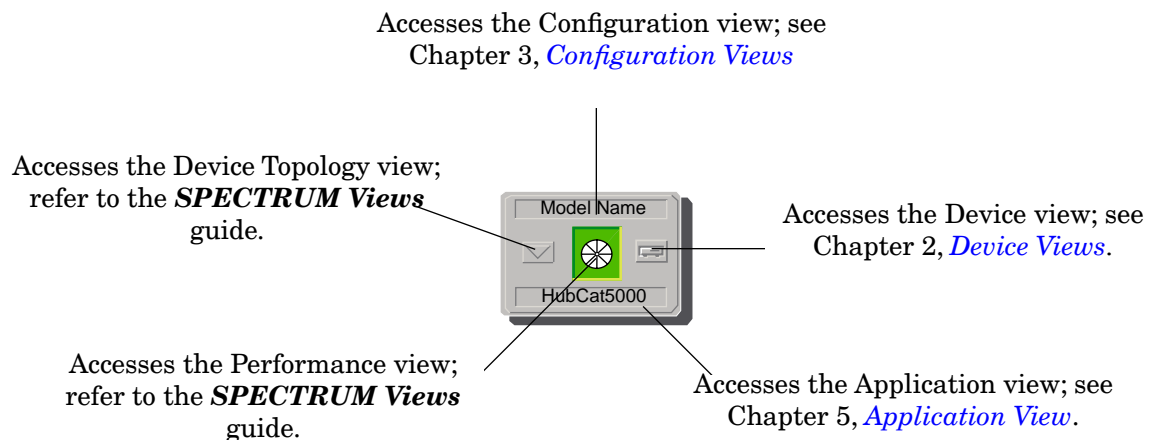 Accesses the Configuration view; see
Chapter 3, Configuration Views
Accesses the Device Topology view;
refer to the SPECTRUM Views
guide.
Model Name
HubCat5000
Accesses the Device view; see
Chapter 2, Device Views.
Accesses the Performance view;
refer to the SPECTRUM Views
guide.
Accesses the Application view; see
Chapter 5, Application View.